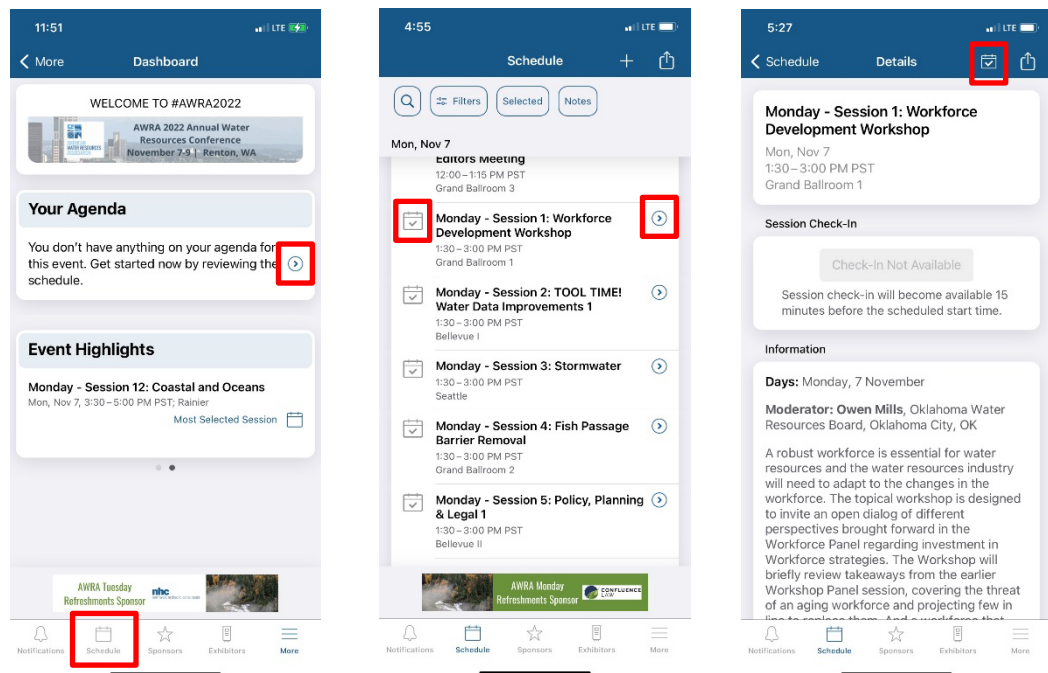 11:51
LTE
More
Dashboard
WELCOME TO #AWRA2022
AWRA 2022 Annual Water
Resources Conference
November 7-9 | Renton, WA
Your Agenda
You don't have anything on your agenda for
this event. Get started now by reviewing the
schedule.
Event Highlights
Monday - Session 12: Coastal and Oceans
Mon, Nov 7, 3:30–5:00 PM PST; Rainier
Most Selected Session
AWRA Tuesday
Refreshments Sponsor
nhc
Notifications
Schedule
Sponsors
Exhibitors
More
4:55
LTE
Schedule
Filters
Selected
Notes
Mon, Nov 7
Editors Meeting
12:00–1:15 PM PST
Grand Ballroom 3
Monday - Session 1: Workforce
Development Workshop
1:30–3:00 PM PST
Grand Ballroom 1
Monday - Session 2: TOOL TIME!
Water Data Improvements 1
1:30–3:00 PM PST
Bellevue I
Monday - Session 3: Stormwater
1:30–3:00 PM PST
Seattle
Monday - Session 4: Fish Passage
Barrier Removal
1:30–3:00 PM PST
Grand Ballroom 2
Monday - Session 5: Policy, Planning
& Legal 1
1:30–3:00 PM PST
Bellevue II
AWRA Monday
Refreshments Sponsor
CONFLUENCE
LAW
Notifications
Schedule
Sponsors
Exhibitors
More
5:27
LTE
Schedule
Details
Monday - Session 1: Workforce
Development Workshop
Mon, Nov 7
1:30–3:00 PM PST
Grand Ballroom 1
Session Check-In
Check-In Not Available
Session check-in will become available 15
minutes before the scheduled start time.
Information
Days: Monday, 7 November
Moderator: Owen Mills, Oklahoma Water
Resources Board, Oklahoma City, OK
A robust workforce is essential for water
resources and the water resources industry
will need to adapt to the changes in the
workforce. The topical workshop is designed
to invite an open dialog of different
perspectives brought forward in the
Workforce Panel regarding investment in
Workforce strategies. The Workshop will
briefly review takeaways from the earlier
Workshop Panel session, covering the threat
of an aging workforce and projecting few in
line to replace them. And a workforce that
Notifications
Schedule
Sponsors
Exhibitors
More